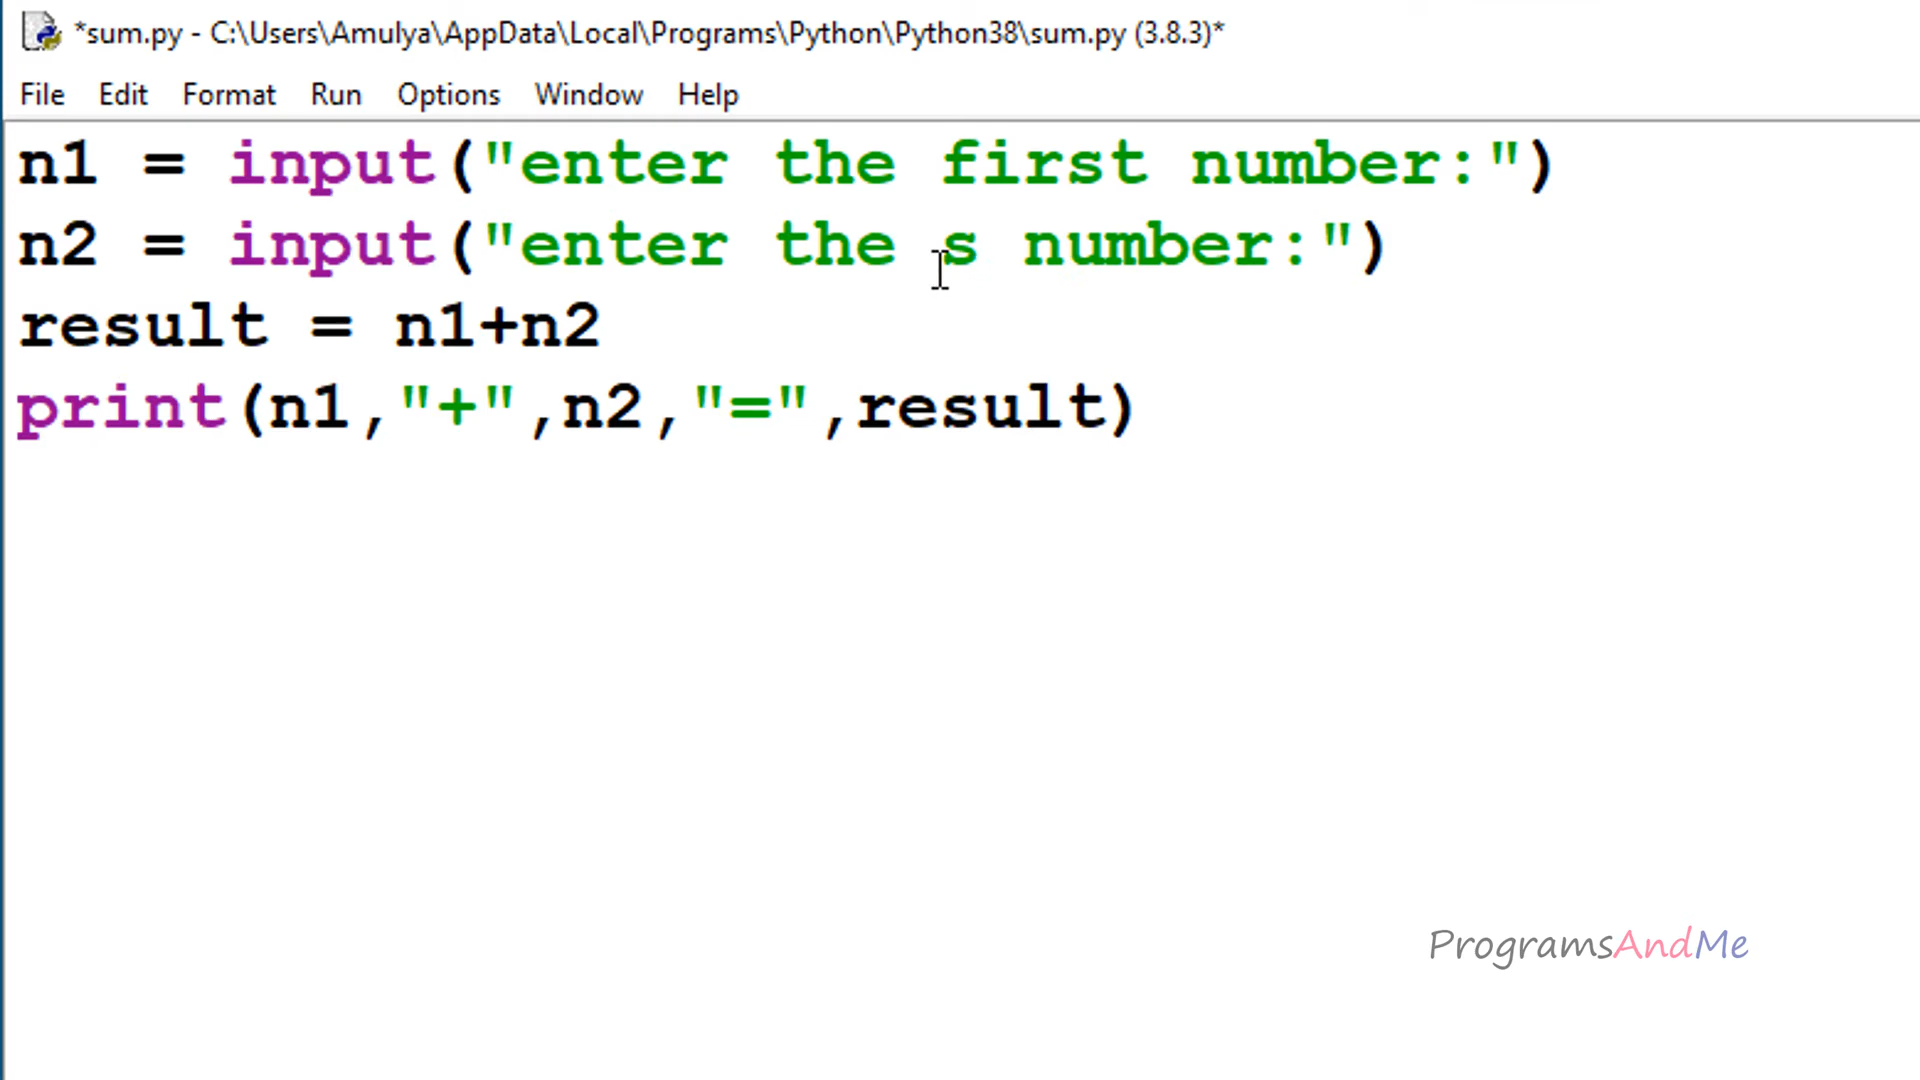 *sum.py - C:\Users\Amulya\AppData\Local\Programs\Python\Python38\sum.py (3.8.3)*
File Edit Format Run Options Window Help
n1 = input("enter the first number:")
n2 = input("enter the s number:")
result = n1+n2
print(n1,"+",n2,"=",result)
ProgramsAndMe